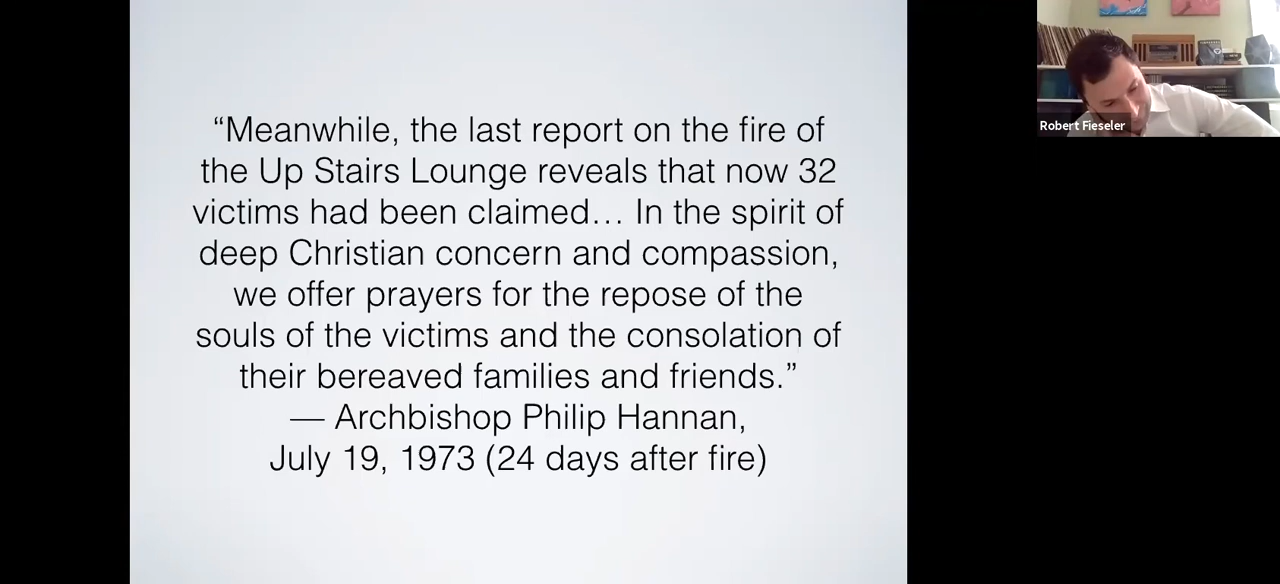 “Meanwhile, the last report on the fire of
the Up Stairs Lounge reveals that now 32
victims had been claimed… In the spirit of
deep Christian concern and compassion,
we offer prayers for the repose of the
souls of the victims and the consolation of
their bereaved families and friends.”
— Archbishop Philip Hannan,
July 19, 1973 (24 days after fire)
Robert Fieseler